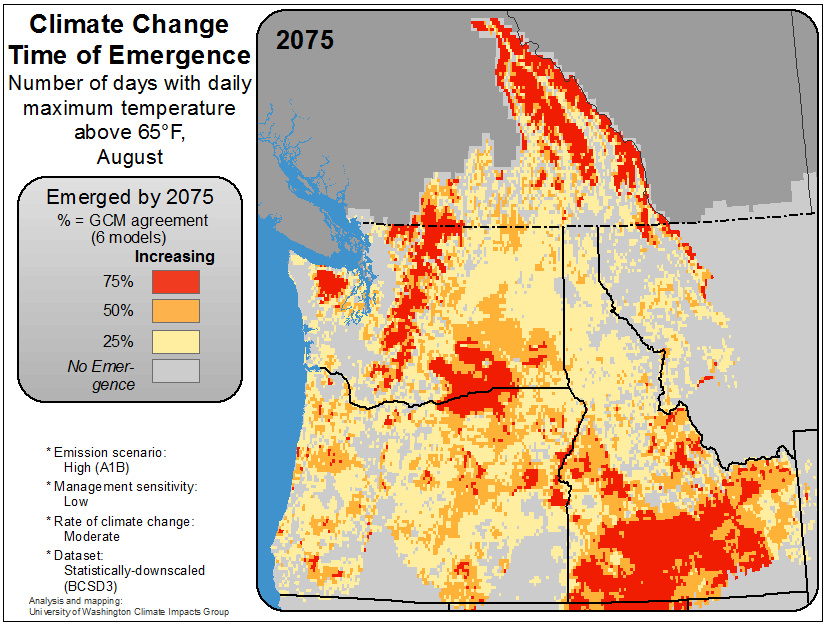 Climate Change
Time of Emergence
Number of days with daily
maximum temperature
above 65°F,
August
Emerged by 2075
% = GCM agreement
(6 models)
Increasing
75%
50%
25%
No Emer-
gence
* Emission scenario:
High (A1B)
* Management sensitivity:
Low
* Rate of climate change:
Moderate
* Dataset:
Statistically-downscaled
(BCSD3)
Analysis and mapping:
University of Washington Climate Impacts Group
2075